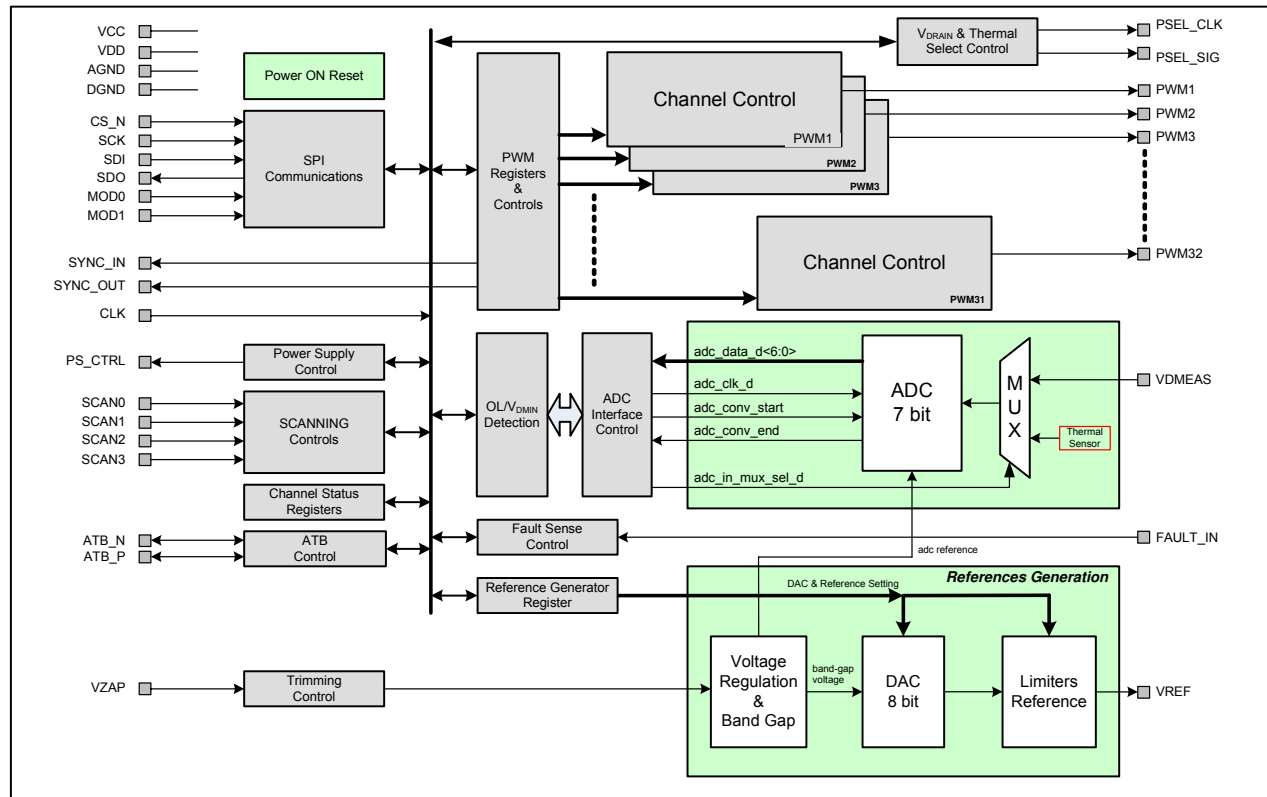 VCC
VDD
AGND
DGND
CS_N
SCK
SDI
SDO
MOD0
MOD1
SYNC_IN
SYNC_OUT
CLK
PS_CTRL
SCAN0
SCAN1
SCAN2
SCAN3
ATB_N
ATB_P
VZAP
Power ON Reset
SPI
Communications
Power Supply
Control
SCANNING
Controls
Channel Status
Registers
ATB
Control
Trimming
Control
PWM
Registers
&
Controls
OL/VDMIN
Detection
ADC
Interface
Control
Fault Sense
Control
Reference Generator
Register
VDRAIN & Thermal
Select Control
Channel Control
PWM1
PWM2
PWM3
Channel Control
PWM31
adc_data_d<6:0>
adc_clk_d
adc_conv_start
adc_conv_end
adc_in_mux_sel_d
ADC
7 bit
MUX
Thermal
Sensor
adc reference
References Generation
DAC & Reference Setting
Voltage
Regulation
&
Band Gap
band-gap
voltage
DAC
8 bit
Limiters
Reference
PSEL_CLK
PSEL_SIG
PWM1
PWM2
PWM3
PWM32
VDMEAS
FAULT_IN
VREF